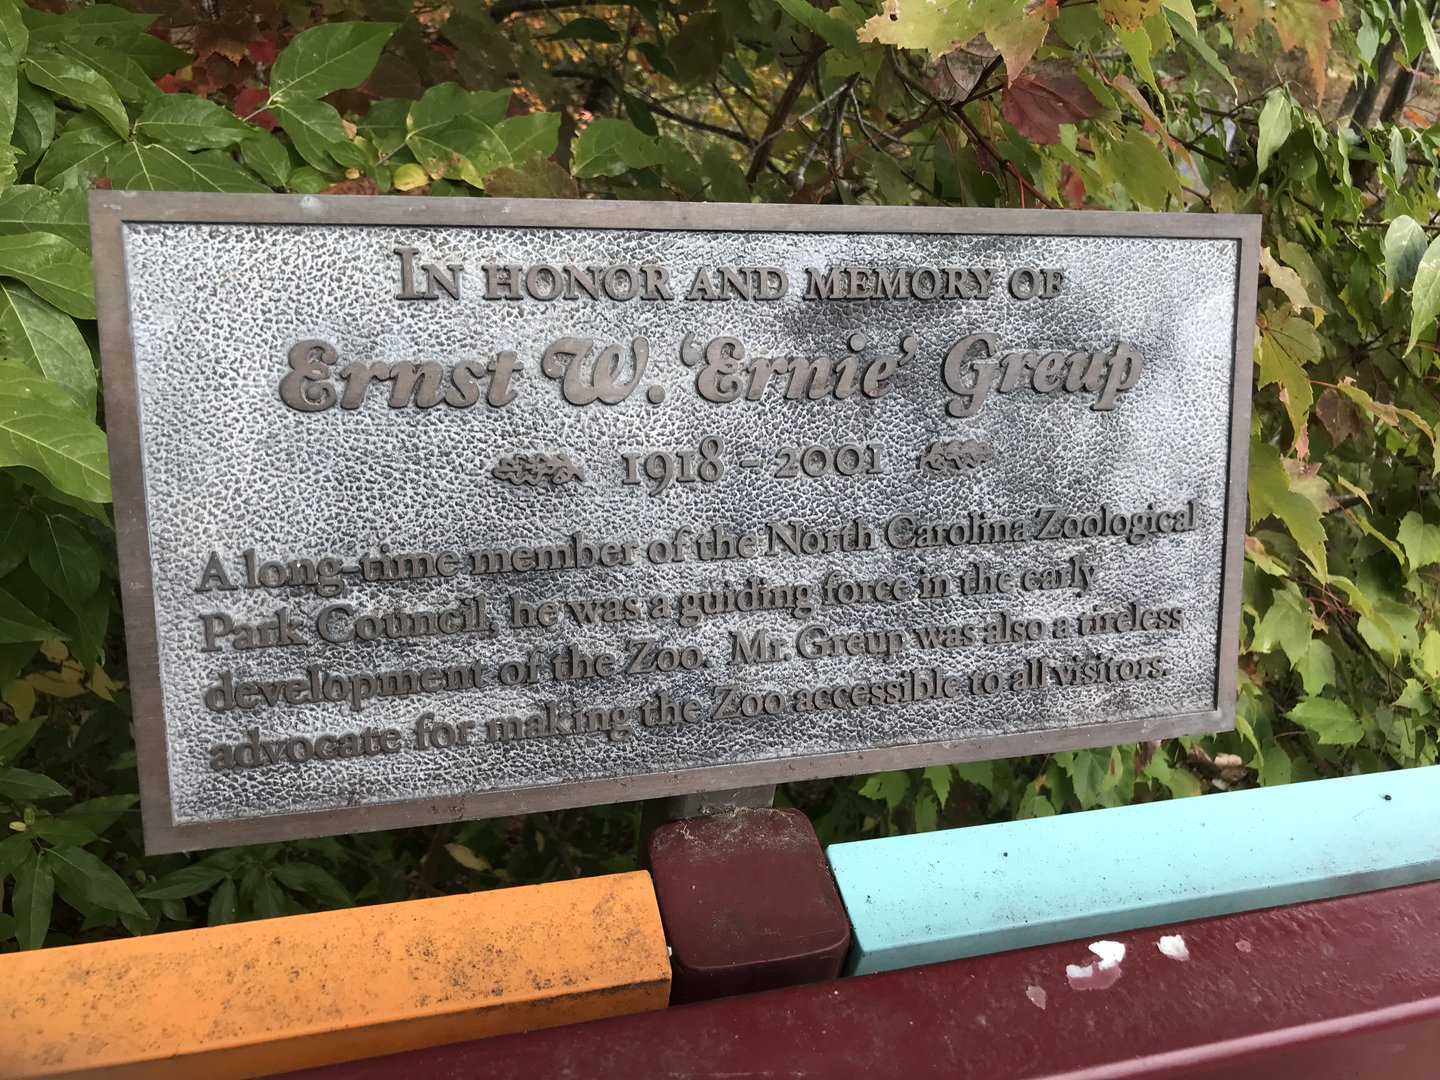 In honor and memory of
Ernst W. ‘Ernie’ Greup
1918 - 2001
A long-time member of the North Carolina Zoological
Park Council, he was a guiding force in the early
development of the Zoo. Mr. Greup was also a tireless
advocate for making the Zoo accessible to all visitors.